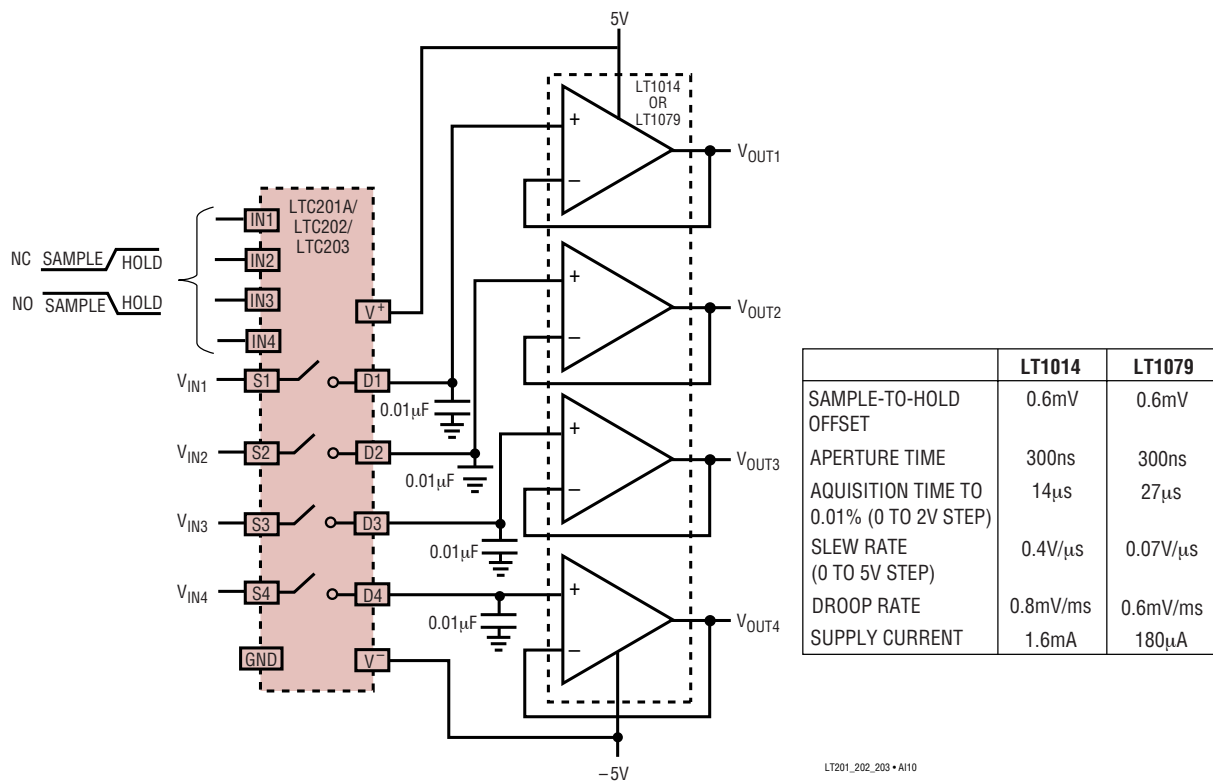 5V
LT1014
OR
LT1079
+
–
VOUT1
LTC201A/
LTC202/
LTC203
IN1
IN2
IN3
IN4
NC SAMPLE HOLD
NO SAMPLE HOLD
V+
+
–
VOUT2
VIN1
S1
D1
0.01µF
VIN2
S2
D2
0.01µF
+
–
VOUT3
VIN3
S3
D3
0.01µF
VIN4
S4
D4
0.01µF
+
–
VOUT4
GND
V–
–5V
LT1014 LT1079
SAMPLE-TO-HOLD 0.6mV 0.6mV
OFFSET
APERTURE TIME 300ns 300ns
AQUISITION TIME TO 14µs 27µs
0.01% (0 TO 2V STEP)
SLEW RATE 0.4V/µs 0.07V/µs
(0 TO 5V STEP)
DROOP RATE 0.8mV/ms 0.6mV/ms
SUPPLY CURRENT 1.6mA 180µA
LT201_202_203 • AI10